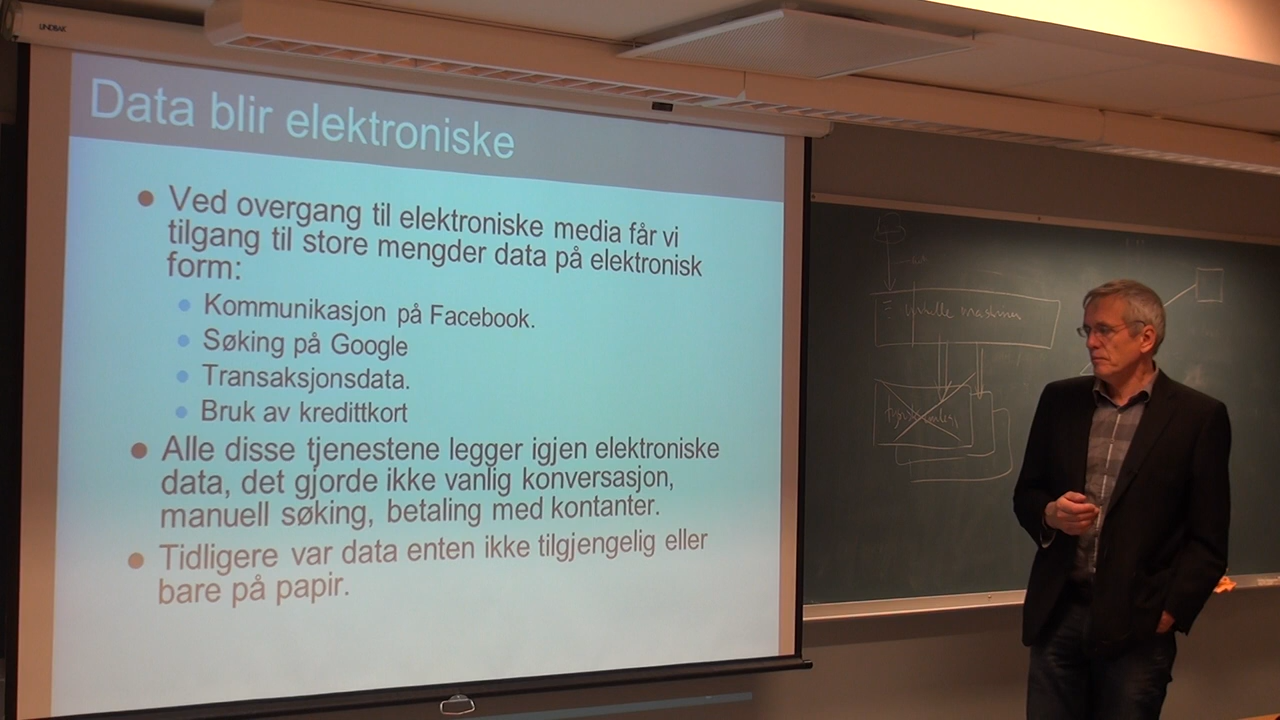 LINDBAK
Data blir elektroniske
Ved overgang til elektroniske media får vi
tilgang til store mengder data på elektronisk
form:
Kommunikasjon på Facebook.
Søking på Google
Transaksjonsdata.
Bruk av kredittkort
Alle disse tjenestene legger igjen elektroniske
data, det gjorde ikke vanlig konversasjon,
manuell søking, betaling med kontanter.
Tidligere var data enten ikke tilgjengelig eller
bare på papir.